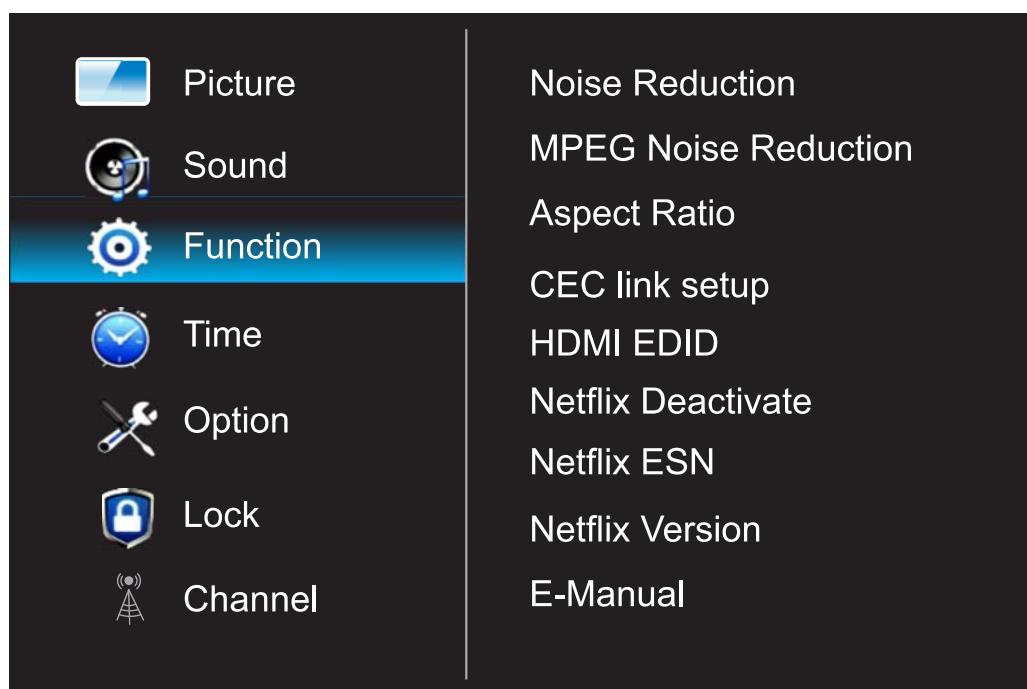 Picture
Sound
Function
Time
Option
Lock
Channel
Noise Reduction
MPEG Noise Reduction
Aspect Ratio
CEC link setup
HDMI EDID
Netflix Deactivate
Netflix ESN
Netflix Version
E-Manual